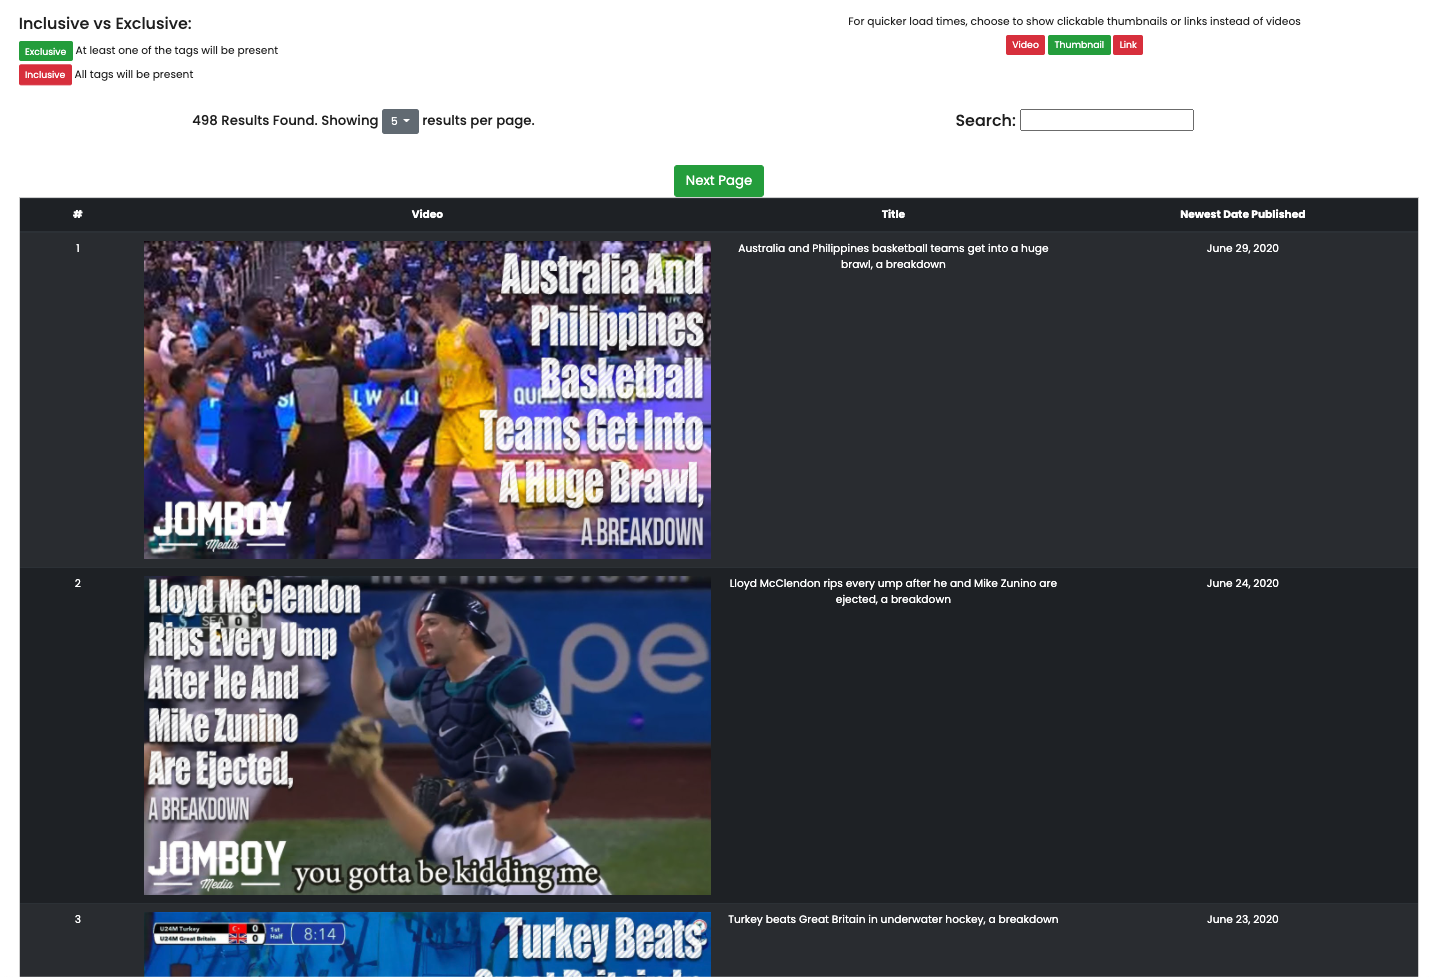 Inclusive vs Exclusive:
Exclusive At least one of the tags will be present
Inclusive All tags will be present
For quicker load times, choose to show clickable thumbnails or links instead of videos
Video Thumbnail Link
498 Results Found. Showing 5 results per page.
Search:
Next Page
# Video Title Newest Date Published
1
Australia And
Philippines
Basketball
Teams Get Into
A Huge Brawl,
A BREAKDOWN
LIVE
11
JOMBOY
Media
Australia and Philippines basketball teams get into a huge
brawl, a breakdown
June 29, 2020
2
Lloyd McClendon
Rips Every Ump
After He And
Mike Zunino
Are Ejected,
A BREAKDOWN
SEA 0
pe
S
JOMBOY
Media
you gotta be kidding me
Lloyd McClendon rips every ump after he and Mike Zunino are
ejected, a breakdown
June 24, 2020
3
U24M Turkey 0
U24M Great Britain 0
1st
Half
8:14
Turkey Beats
Turkey beats Great Britain in underwater hockey, a breakdown
June 23, 2020